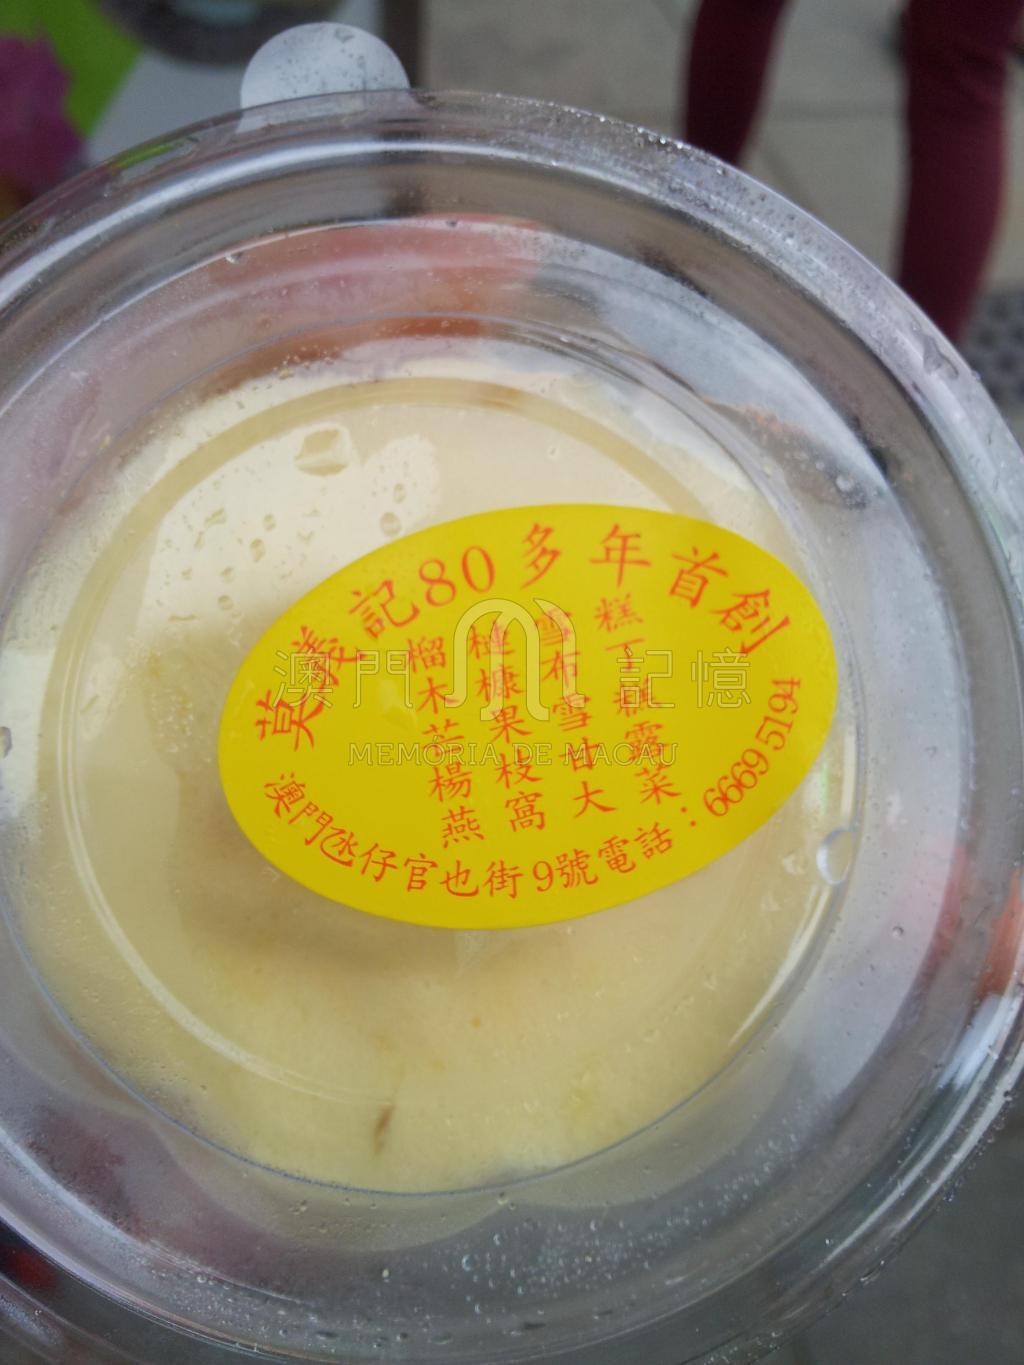 莫義記80多年首創
榴槤雪糕
木糠布丁
芒果雪糕
楊枝甘露
燕窩大菜
澳門氹仔官也街9號電話：66695194
澳門記憶
MEMÓRIA DE MACAU